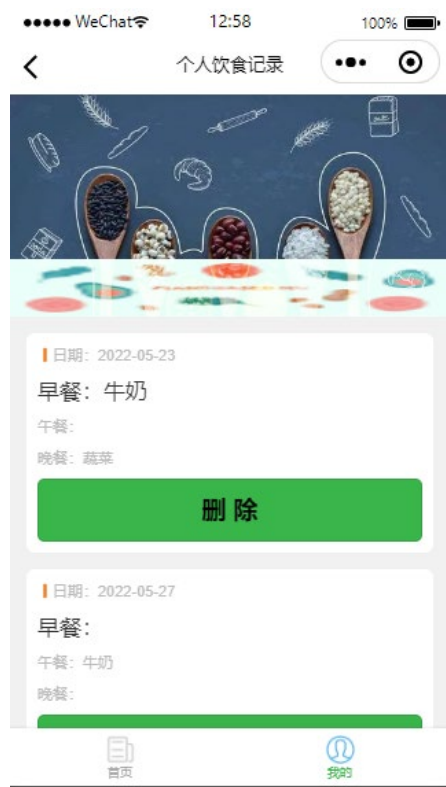 WeChat
12:58
100%
个人饮食记录
日期：2022-05-23
早餐：牛奶
午餐：
晚餐：蔬菜
删 除
日期：2022-05-27
早餐：
午餐：牛奶
晚餐：
首页
我的